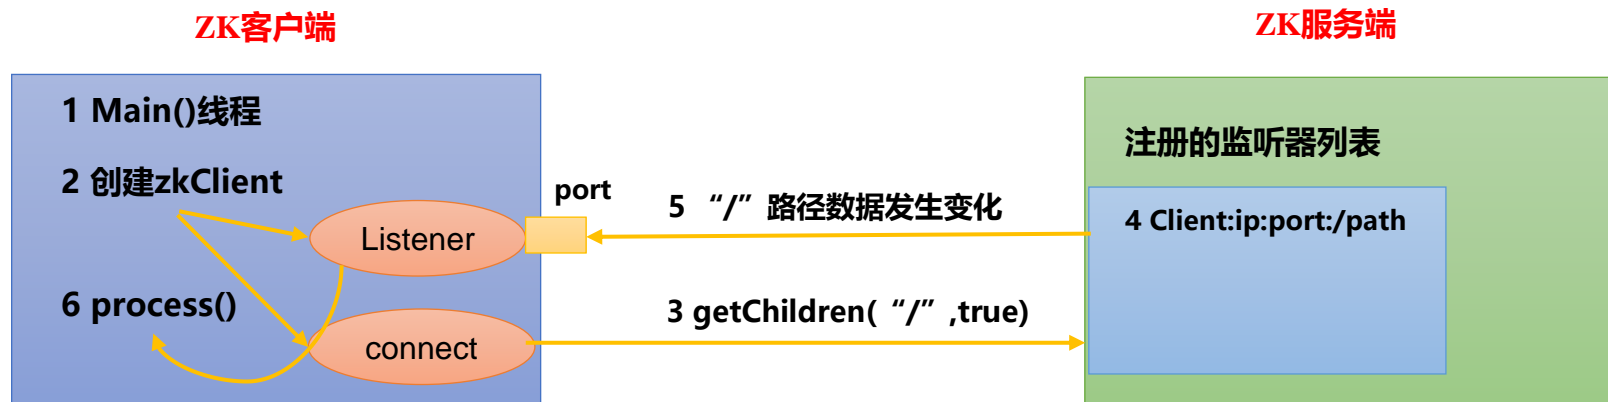 ZK客户端
ZK服务端
1 Main()线程
2 创建zkClient
Listener
port
6 process()
connect
5 “/”路径数据发生变化
3 getChildren(“/”,true)
注册的监听器列表
4 Client:ip:port:/path